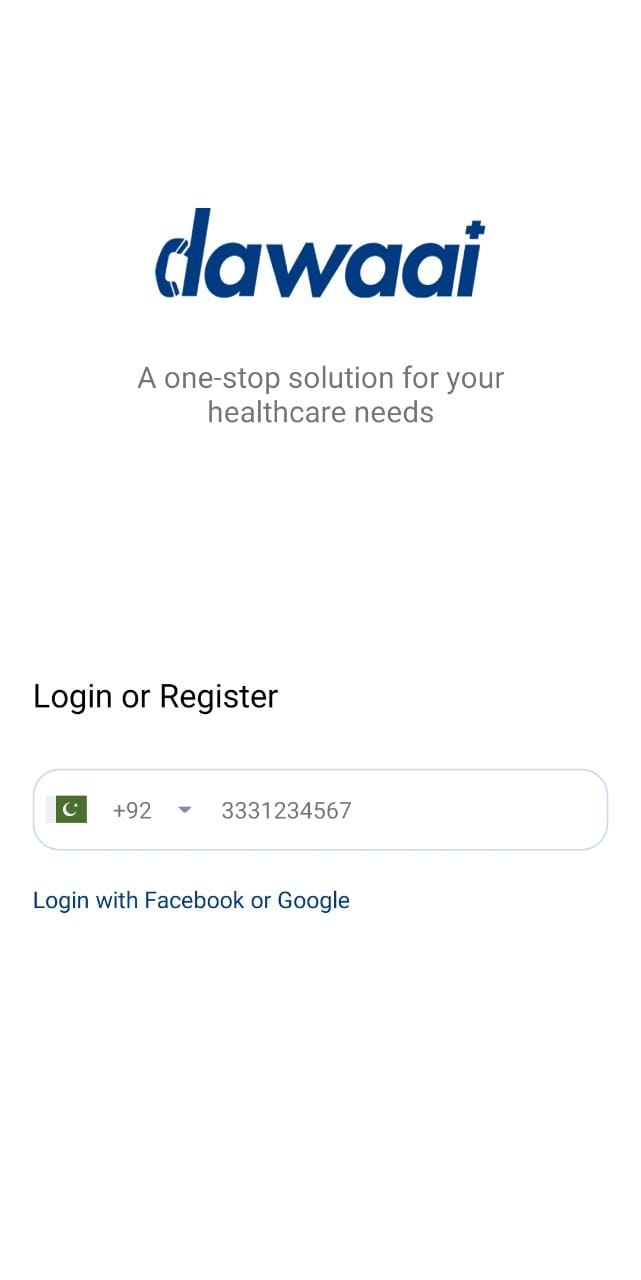 dawaai
A one-stop solution for your
healthcare needs
Login or Register
+92 3331234567
Login with Facebook or Google